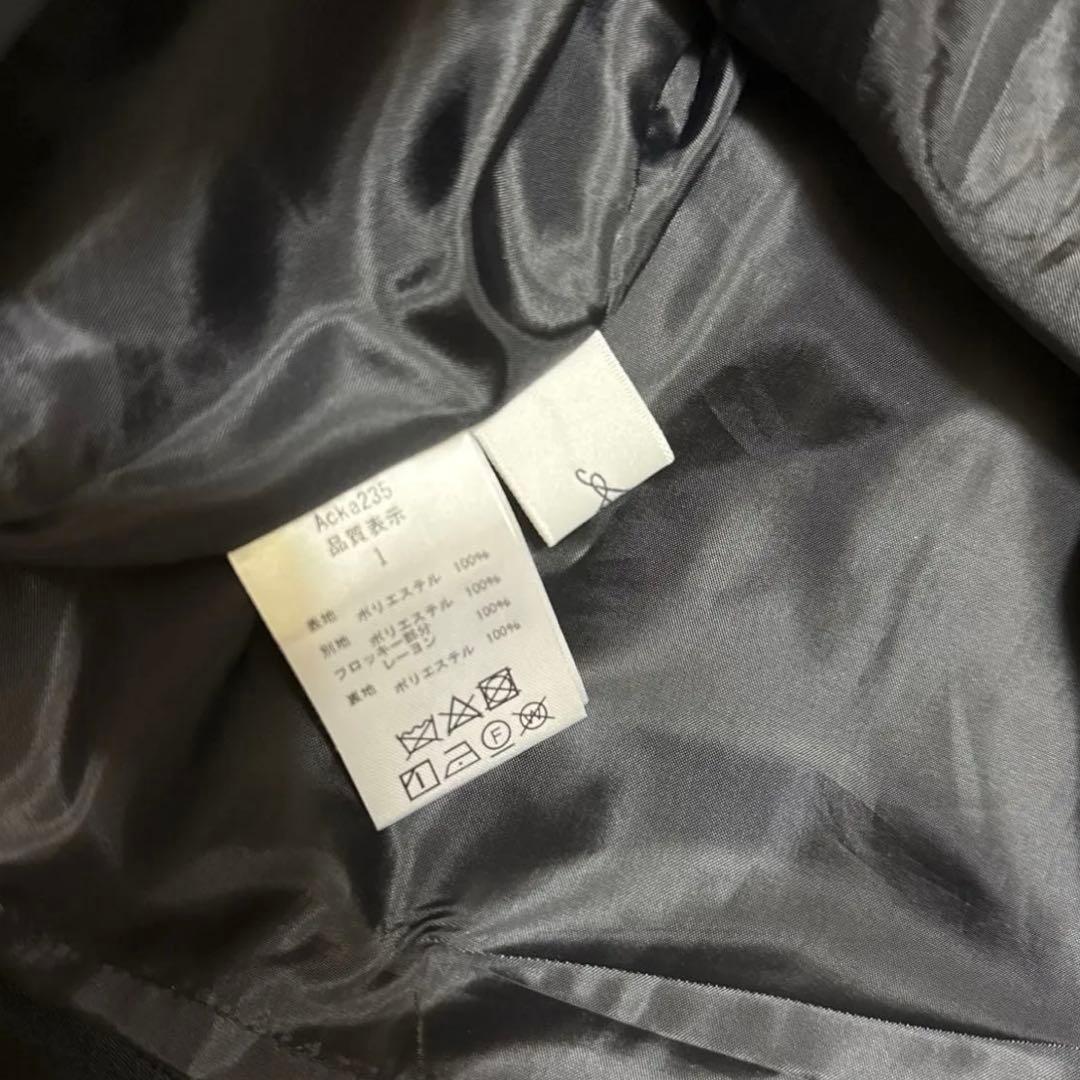 Acka235
品質表示
1
表地 ポリエステル 100%
別地 ポリエステル 100%
フロッキー部分
レーヨン 100%
裏地 ポリエステル 100%
F
W